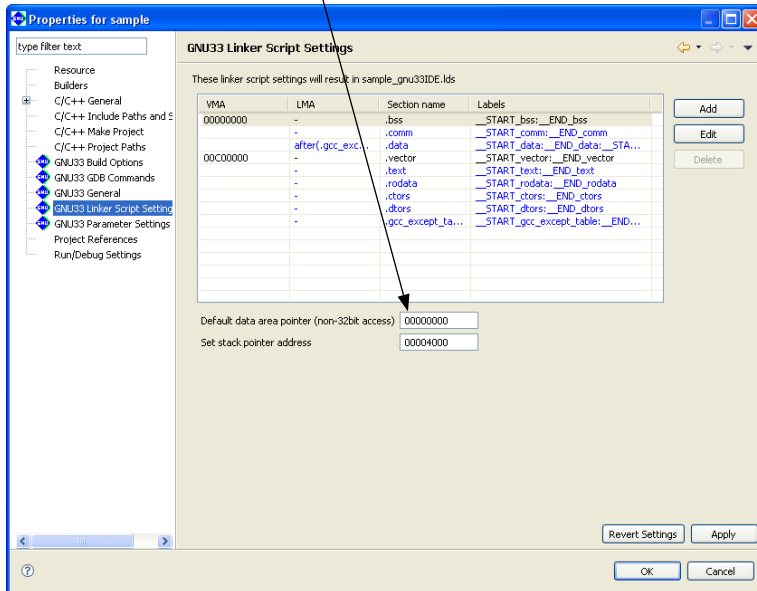 Properties for sample
type filter text
GNU33 Linker Script Settings
Resource
Builders
C/C++ General
C/C++ Include Paths and S
C/C++ Make Project
C/C++ Project Paths
GNU33 Build Options
GNU33 GDB Commands
GNU33 General
GNU33 Linker Script Setting
GNU33 Parameter Settings
Project References
Run/Debug Settings
These linker script settings will result in sample_gnu33IDE.lds
VMA LMA Section name Labels
00000000 - .bss __START_bss:__END_bss
- .comm __START_comm:__END_comm
after(.gcc_exc... .data __START_data:__END_data:__STA...
00C00000 - .vector __START_vector:__END_vector
- .text __START_text:__END_text
- .rodata __START_rodata:__END_rodata
- .ctors __START_ctors:__END_ctors
- .dtors __START_dtors:__END_dtors
- .gcc_except_ta... __START_gcc_except_table:__END...
Add
Edit
Delete
Default data area pointer (non-32bit access) 00000000
Set stack pointer address 00004000
Revert Settings Apply
OK Cancel